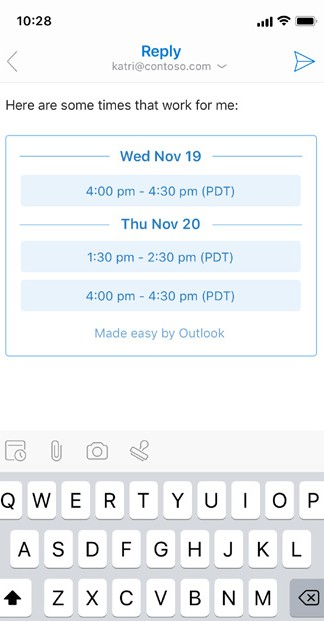 10:28
Reply
katri@contoso.com
Here are some times that work for me:
Wed Nov 19
4:00 pm - 4:30 pm (PDT)
Thu Nov 20
1:30 pm - 2:30 pm (PDT)
4:00 pm - 4:30 pm (PDT)
Made easy by Outlook
Q W E R T Y U I O P
A S D F G H J K L
Z X C V B N M